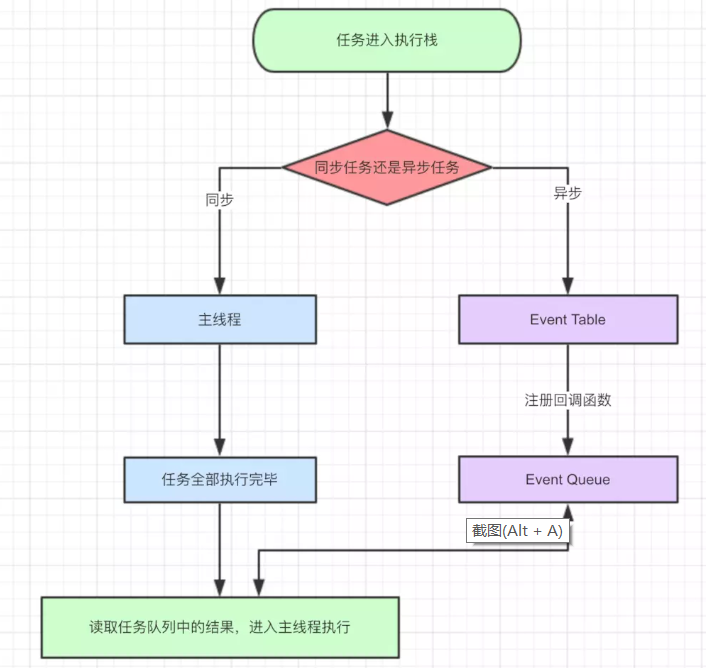 任务进入执行栈
同步任务还是异步任务
同步
异步
主线程
Event Table
注册回调函数
任务全部执行完毕
Event Queue
截图(Alt + A)
读取任务队列中的结果，进入主线程执行